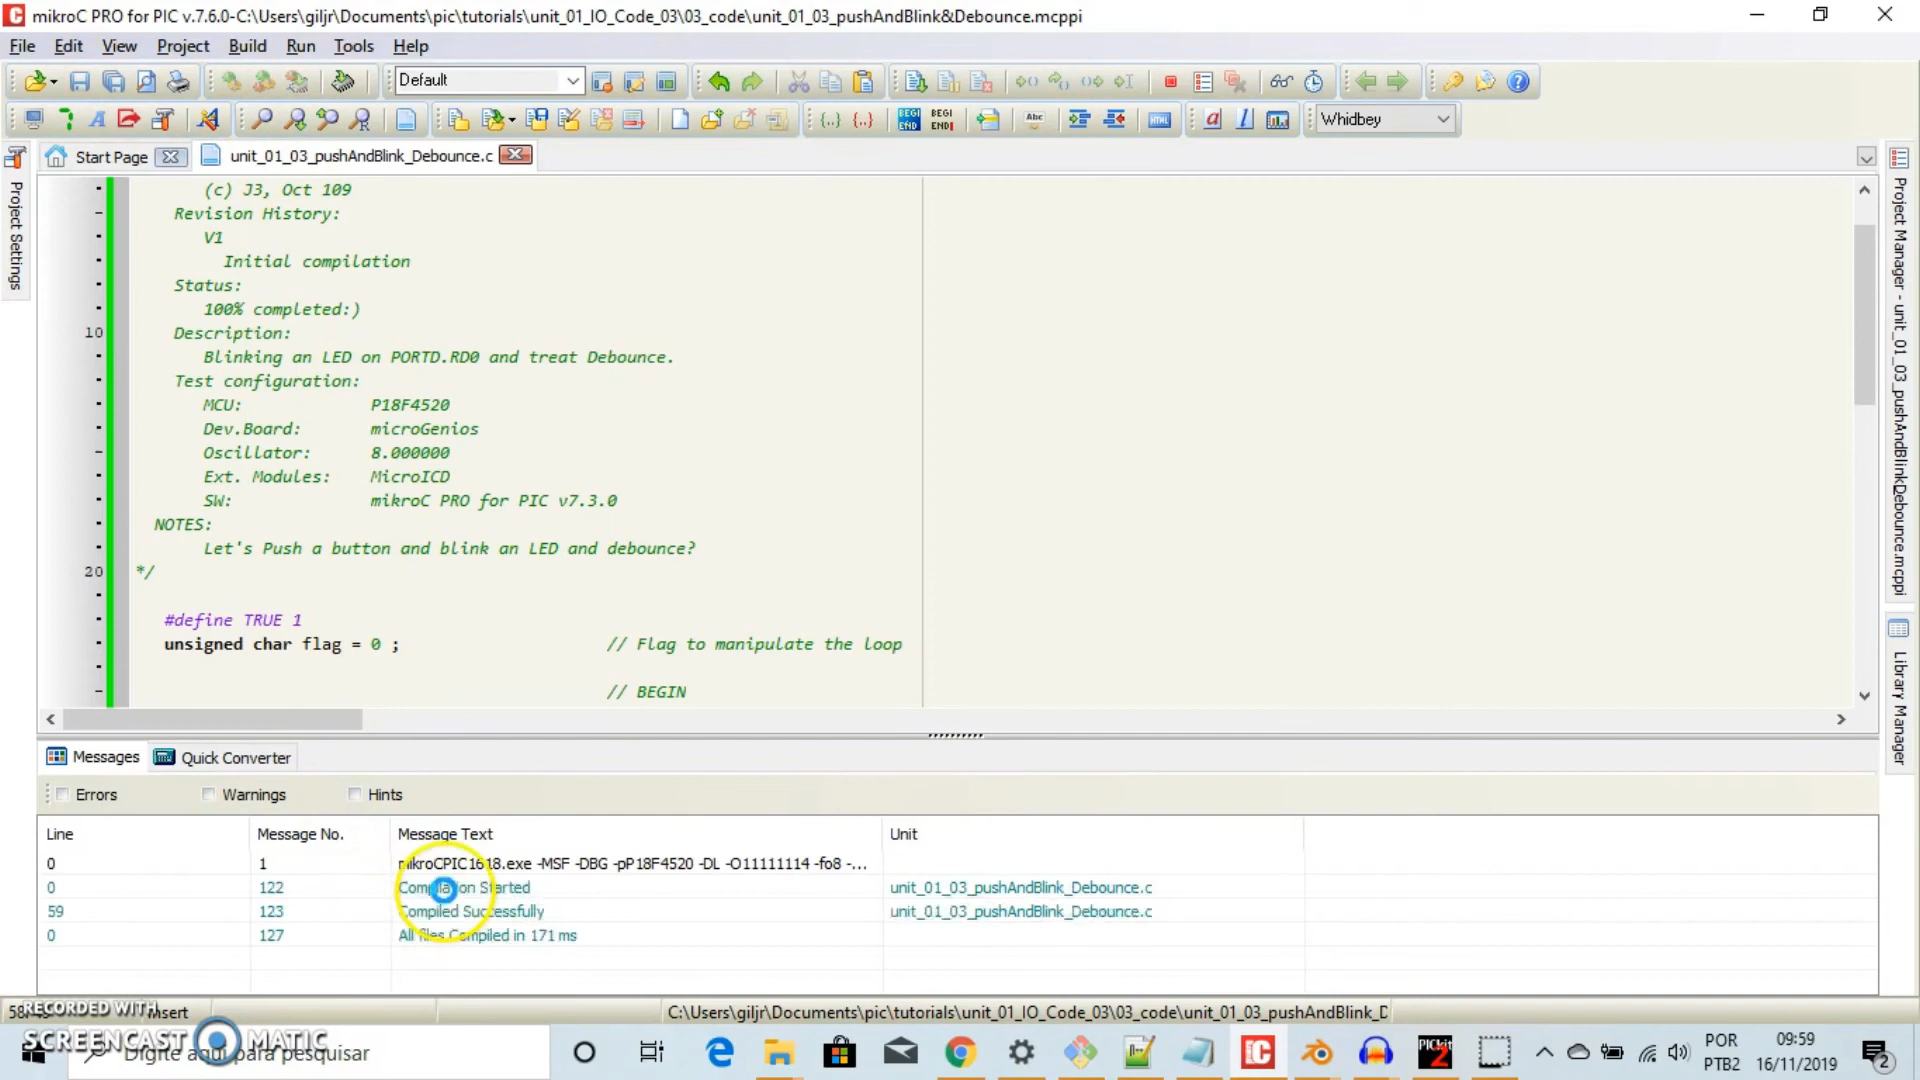 mikroC PRO for PIC v.7.6.0-C:\Users\giljr\Documents\pic\tutorials\unit_01_IO_Code_03\03_code\unit_01_03_pushAndBlink&Debounce.mcppi
File Edit View Project Build Run Tools Help
Default
Whidbey
Start Page
unit_01_03_pushAndBlink_Debounce.c
Project Settings
(c) J3, Oct 109
Revision History:
V1
Initial compilation
Status:
100% completed:)
10 Description:
Blinking an LED on PORTD.RD0 and treat Debounce.
Test configuration:
MCU: P18F4520
Dev.Board: microGenios
Oscillator: 8.000000
Ext. Modules: MicroICD
SW: mikroC PRO for PIC v7.3.0
NOTES:
Let's Push a button and blink an LED and debounce?
20 */
#define TRUE 1
unsigned char flag = 0 ; // Flag to manipulate the loop
// BEGIN
Project Manager - unit_01_03_pushAndBlinkDebounce.mcppi
Library Manager
Messages Quick Converter
Errors Warnings Hints
Line Message No. Message Text Unit
0 1 mikroCPIC1618.exe -MSF -DBG -pP18F4520 -DL -O11111114 -fo8 -...
0 122 Compilation Started unit_01_03_pushAndBlink_Debounce.c
59 123 Compiled Successfully unit_01_03_pushAndBlink_Debounce.c
0 127 All files Compiled in 171 ms
Insert C:\Users\giljr\Documents\pic\tutorials\unit_01_IO_Code_03\03_code\unit_01_03_pushAndBlink_D
RECORDED WITH
SCREENCAST MATIC
Digite aqui para pesquisar
PICkit 2
POR
PTB2
09:59
16/11/2019
2